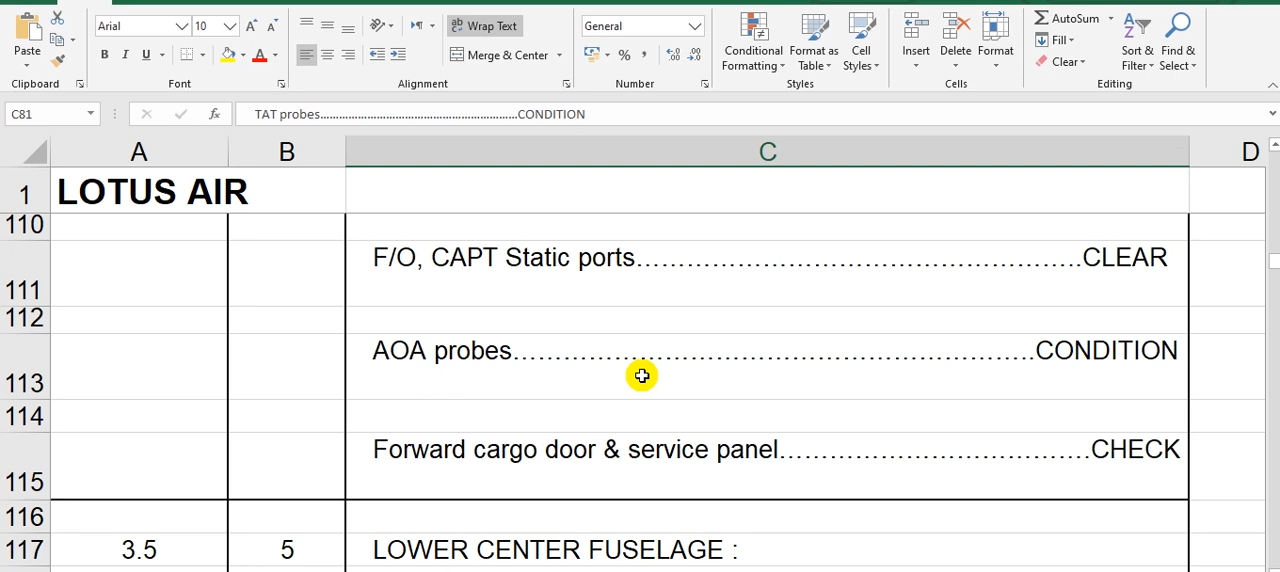 Arial 10 Wrap Text General AutoSum
Paste B I U Merge & Center % Conditional Formatting Format as Table Cell Styles Insert Delete Format Fill Clear Sort & Filter Find & Select
Clipboard Font Alignment Number Styles Cells Editing
C81 fx TAT probes............................................................CONDITION
A B C D
1 LOTUS AIR
110
111 F/O, CAPT Static ports......................................................CLEAR
112
113 AOA probes................................................................CONDITION
114
115 Forward cargo door & service panel.....................................CHECK
116
117 3.5 5 LOWER CENTER FUSELAGE :